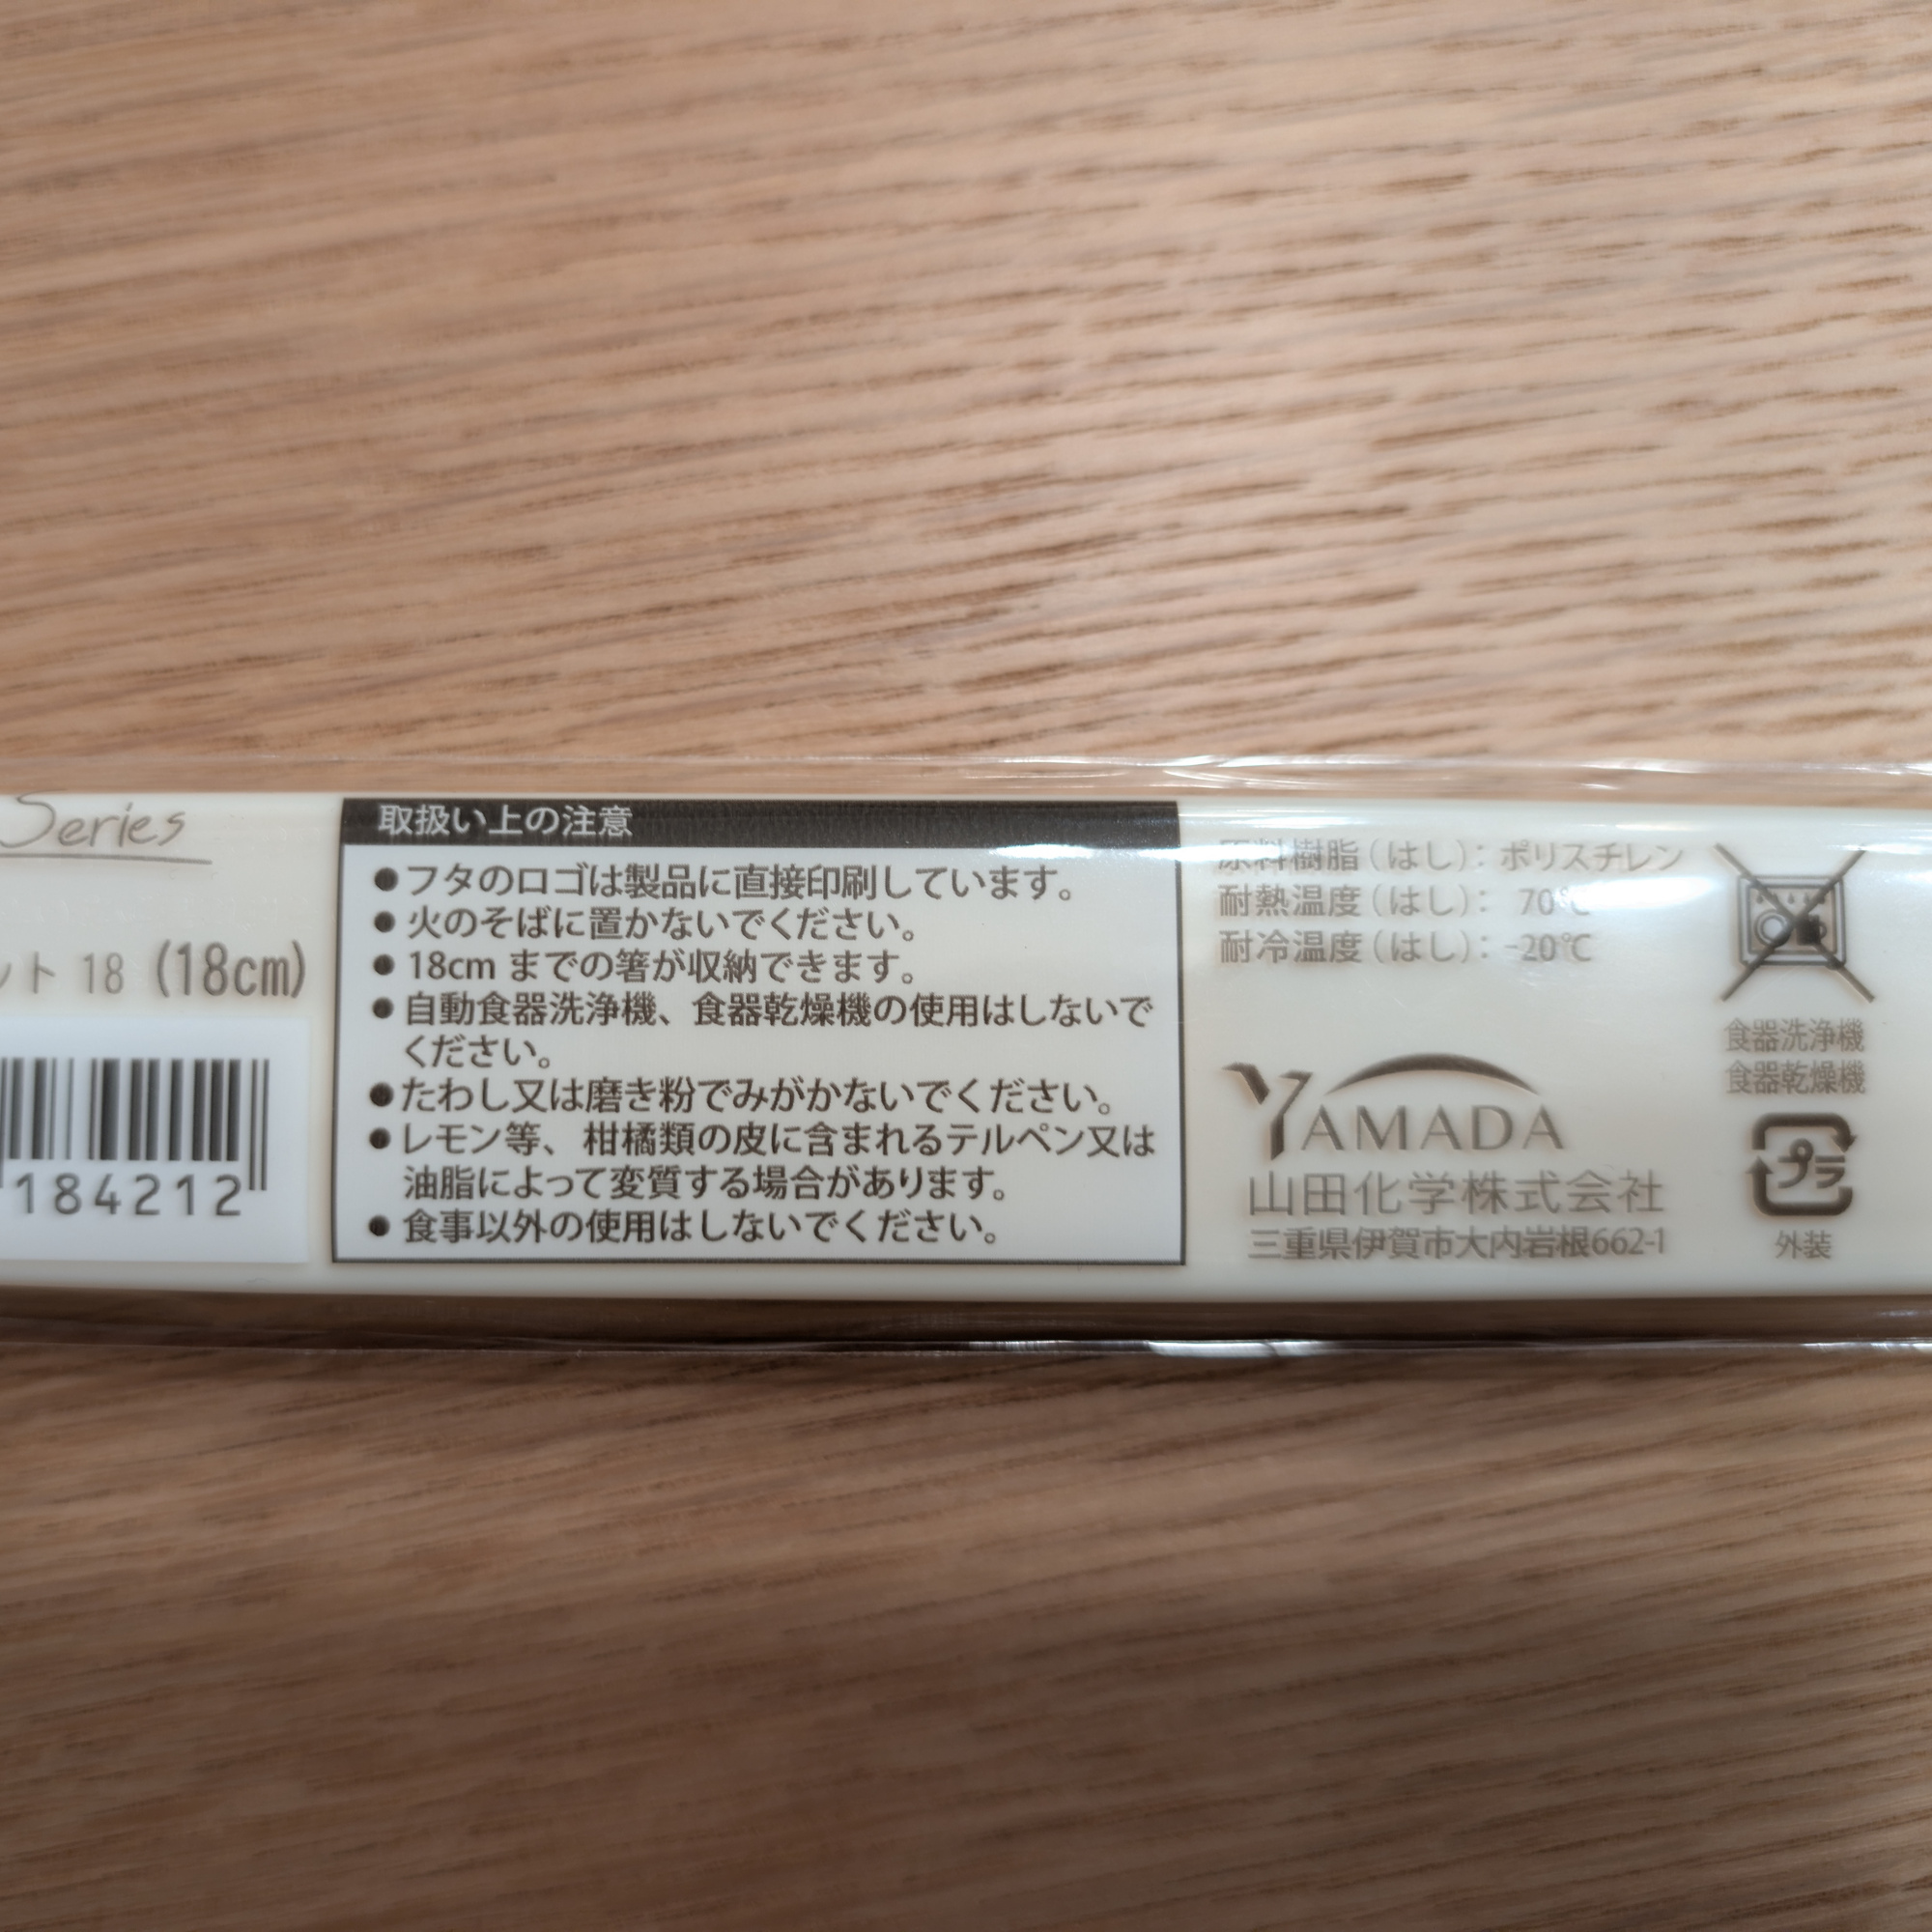 Series
ット 18 (18cm)
184212
取扱い上の注意
●フタのロゴは製品に直接印刷しています。
●火のそばに置かないでください。
●18cm までの箸が収納できます。
●自動食器洗浄機、食器乾燥機の使用はしないで
ください。
●たわし又は磨き粉でみがかないでください。
●レモン等、柑橘類の皮に含まれるテルペン又は
油脂によって変質する場合があります。
●食事以外の使用はしないでください。
原料樹脂(はし): ポリスチレン
耐熱温度(はし): 70℃
耐冷温度(はし): -20℃
YAMADA
山田化学株式会社
三重県伊賀市大内岩根662-1
食器洗浄機
食器乾燥機
プラ
外装